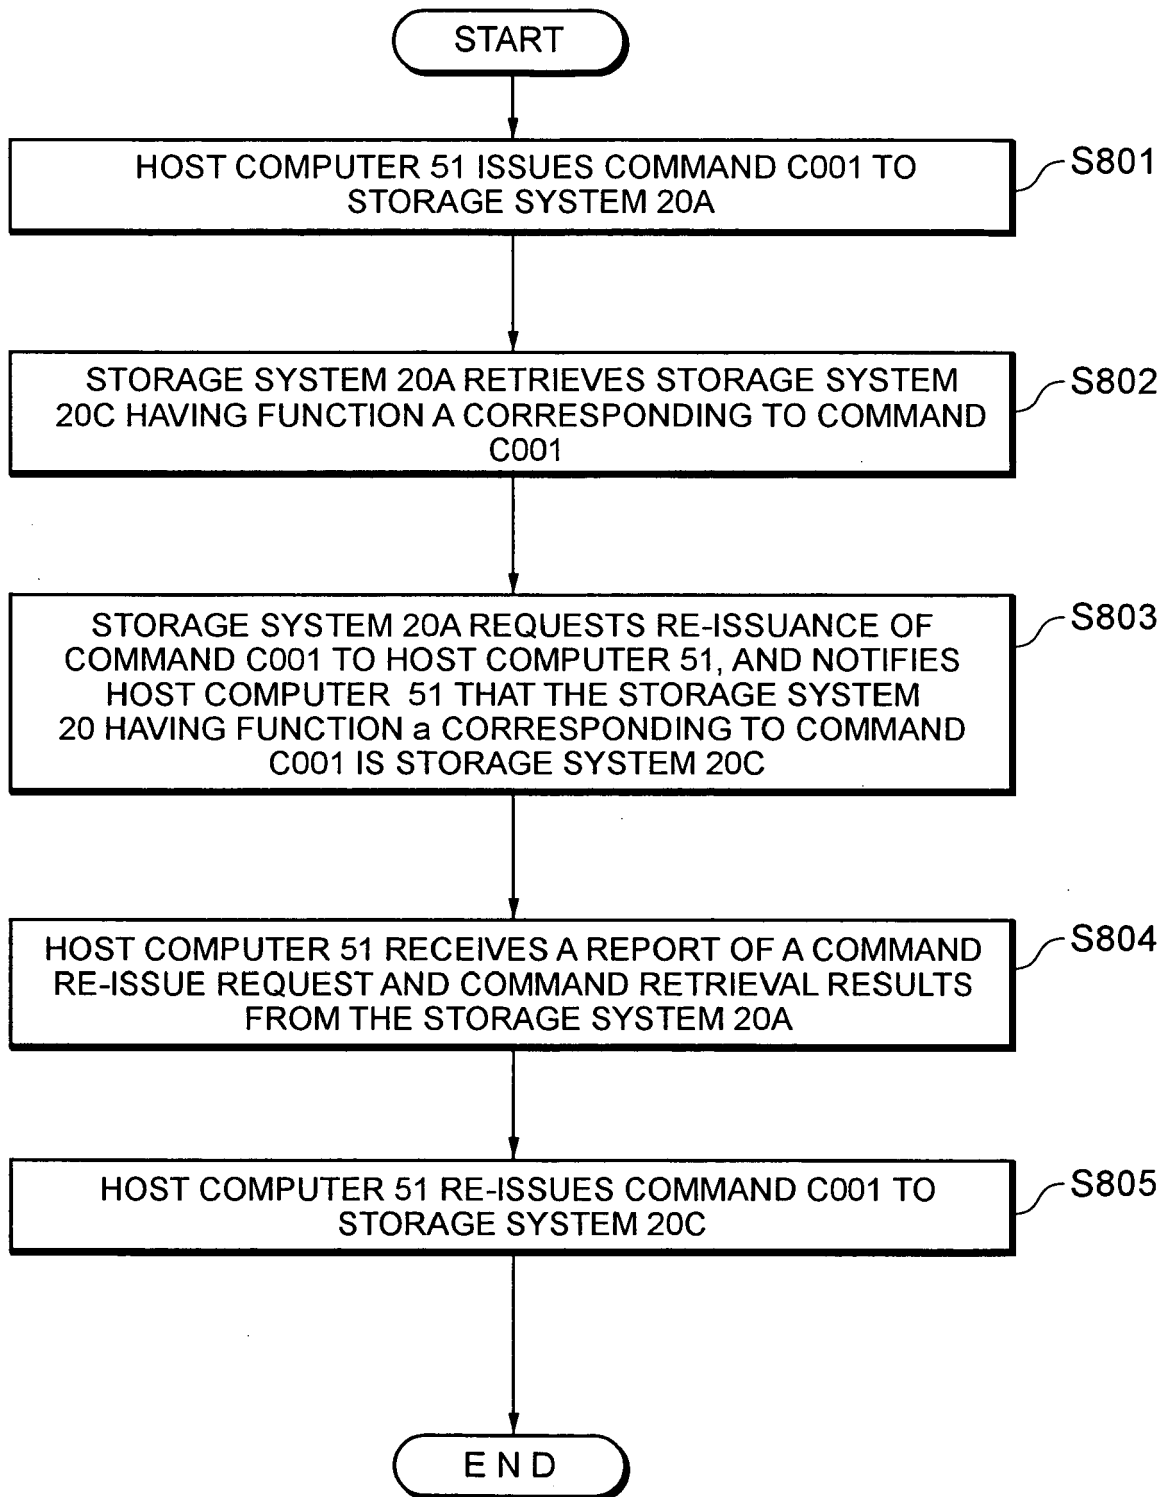 START
HOST COMPUTER 51 ISSUES COMMAND C001 TO
STORAGE SYSTEM 20A
S801
STORAGE SYSTEM 20A RETRIEVES STORAGE SYSTEM
20C HAVING FUNCTION A CORRESPONDING TO COMMAND
C001
S802
STORAGE SYSTEM 20A REQUESTS RE-ISSUANCE OF
COMMAND C001 TO HOST COMPUTER 51, AND NOTIFIES
HOST COMPUTER 51 THAT THE STORAGE SYSTEM
20 HAVING FUNCTION a CORRESPONDING TO COMMAND
C001 IS STORAGE SYSTEM 20C
S803
HOST COMPUTER 51 RECEIVES A REPORT OF A COMMAND
RE-ISSUE REQUEST AND COMMAND RETRIEVAL RESULTS
FROM THE STORAGE SYSTEM 20A
S804
HOST COMPUTER 51 RE-ISSUES COMMAND C001 TO
STORAGE SYSTEM 20C
S805
END